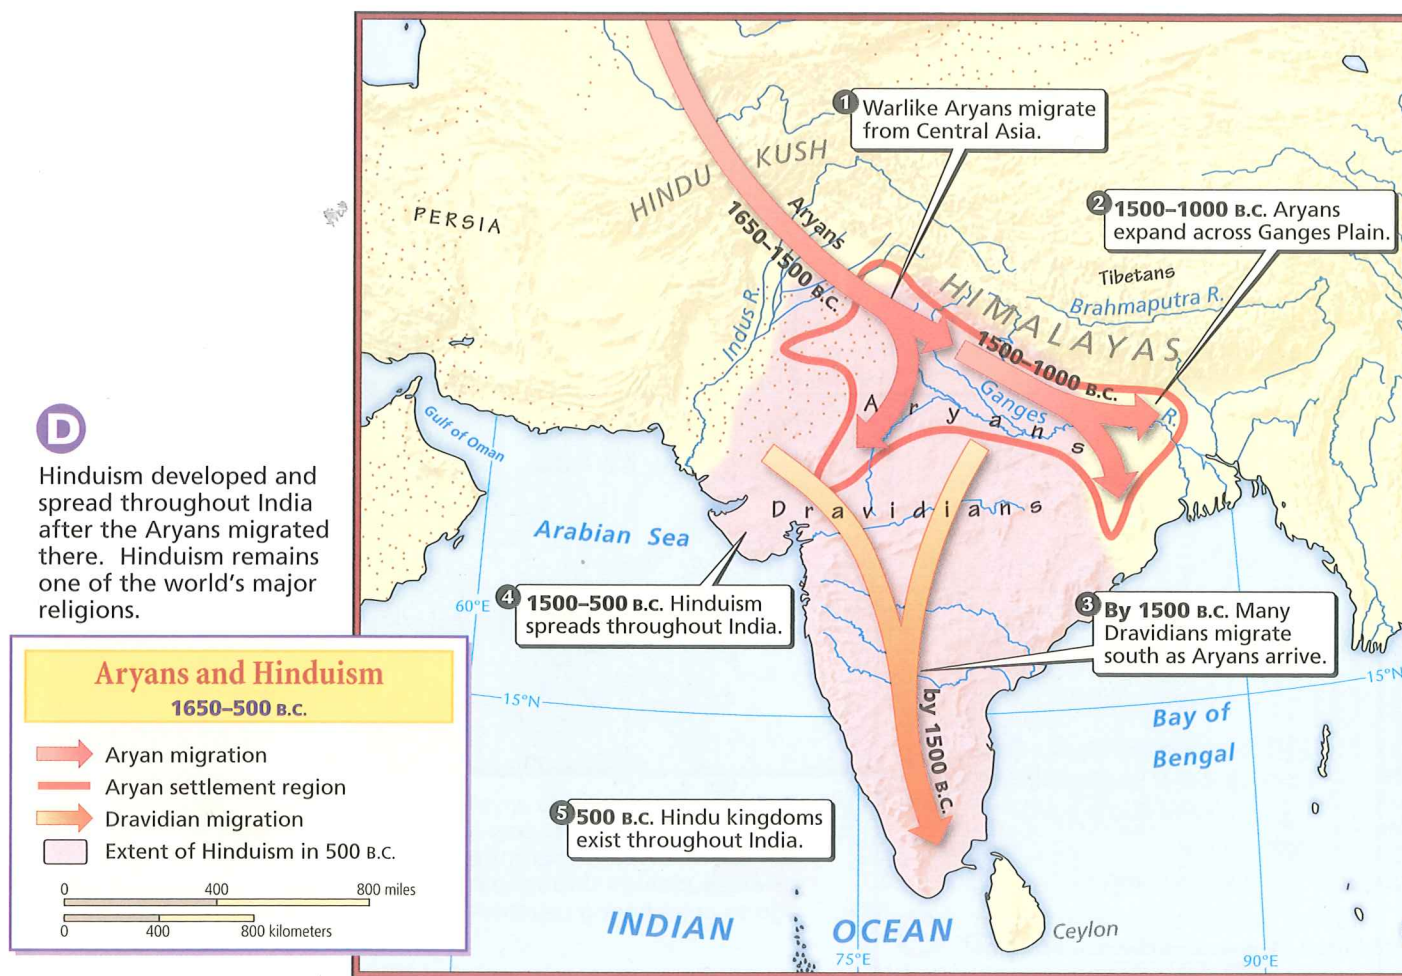 D
Hinduism developed and
spread throughout India
after the Aryans migrated
there. Hinduism remains
one of the world's major
religions.
Aryans and Hinduism
1650–500 B.C.
Aryan migration
Aryan settlement region
Dravidian migration
Extent of Hinduism in 500 B.C.
0 400 800 miles
0 400 800 kilometers
1 Warlike Aryans migrate
from Central Asia.
2 1500–1000 B.C. Aryans
expand across Ganges Plain.
3 By 1500 B.C. Many
Dravidians migrate
south as Aryans arrive.
4 1500–500 B.C. Hinduism
spreads throughout India.
5 500 B.C. Hindu kingdoms
exist throughout India.
HINDU KUSH
PERSIA
Aryans
1650–1500 B.C.
Tibetans
Brahmaputra R.
HIMALAYAS
Indus R.
1500–1000 B.C.
Ganges R.
Aryans
Gulf of Oman
Dravidians
Arabian Sea
60°E
15°N
15°N
by 1500 B.C.
Bay of
Bengal
INDIAN OCEAN
Ceylon
75°E
90°E